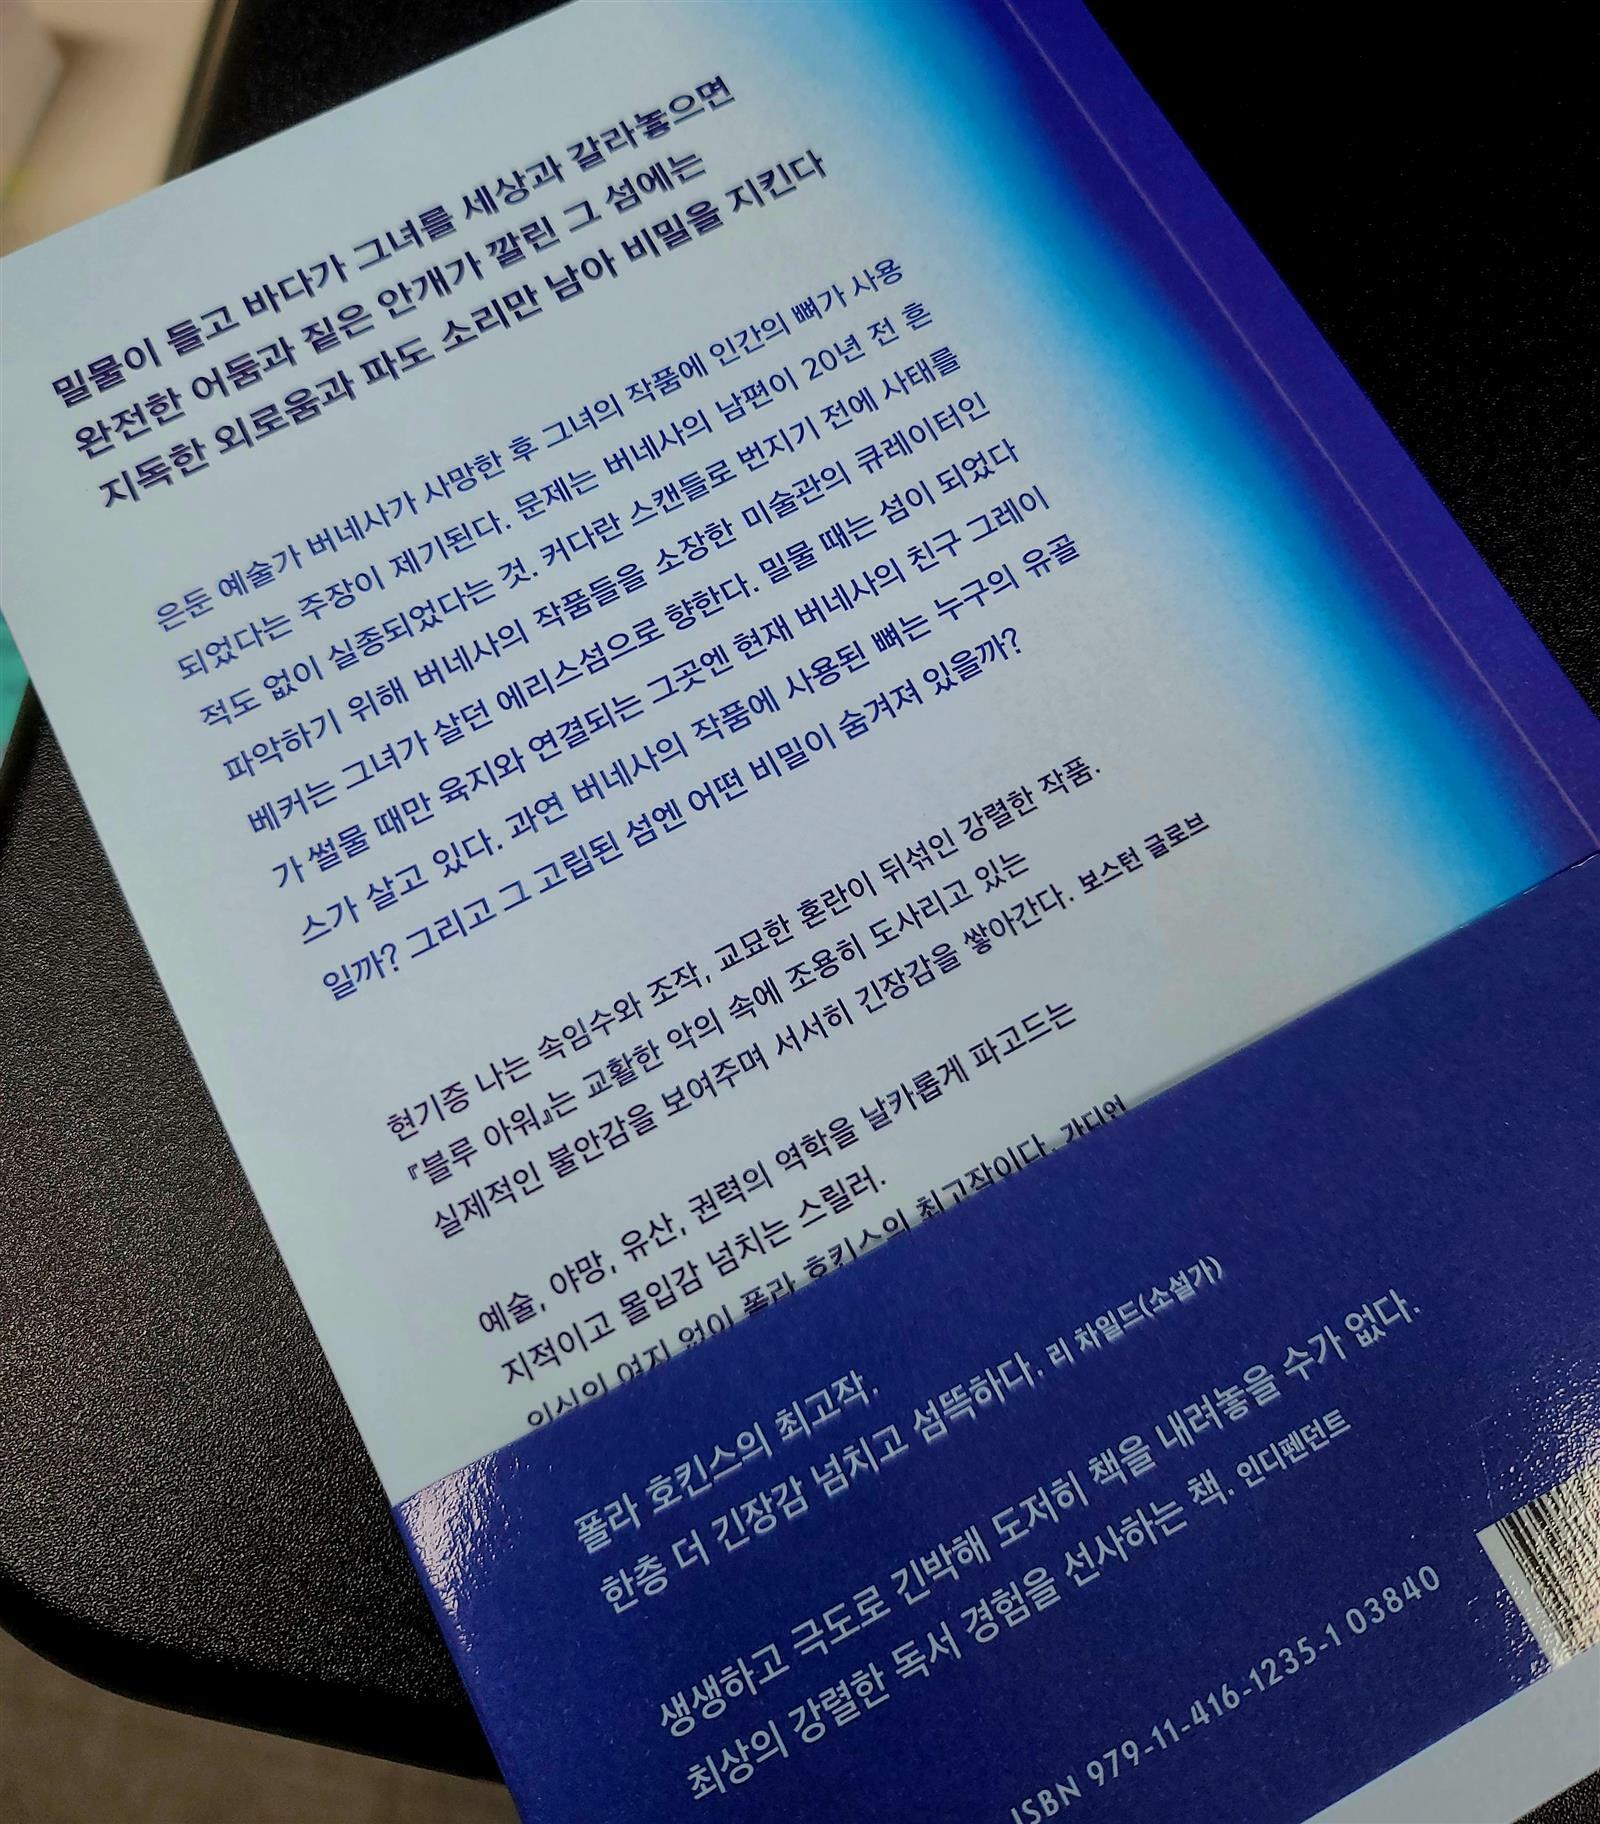 밀물이 들고 바다가 그녀를 세상과 갈라놓으면
완전한 어둠과 짙은 안개가 깔린 그 섬에는
지독한 외로움과 파도 소리만 남아 비밀을 지킨다
은둔 예술가 버네사가 사망한 후 그녀의 작품에 인간의 뼈가 사용
되었다는 주장이 제기된다. 문제는 버네사의 남편이 20년 전 흔
적도 없이 실종되었다는 것. 커다란 스캔들로 번지기 전에 사태를
파악하기 위해 버네사의 작품들을 소장한 미술관의 큐레이터인
베커는 그녀가 살던 에리스섬으로 향한다. 밀물 때는 섬이 되었다
가 썰물 때만 육지와 연결되는 그곳엔 현재 버네사의 친구 그레이
스가 살고 있다. 과연 버네사의 작품에 사용된 뼈는 누구의 유골
일까? 그리고 그 고립된 섬엔 어떤 비밀이 숨겨져 있을까?
현기증 나는 속임수와 조작, 교묘한 혼란이 뒤섞인 강렬한 작품.
『블루 아워』는 교활한 악의 속에 조용히 도사리고 있는
실제적인 불안감을 보여주며 서서히 긴장감을 쌓아간다. 보스턴 글로브
예술, 야망, 유산, 권력의 역학을 날카롭게 파고드는
지적이고 몰입감 넘치는 스릴러.
의심의 여지 없이 폴라 호킨스의 최고작이다. 가디언
폴라 호킨스의 최고작.
한층 더 긴장감 넘치고 섬뜩하다. 리 차일드(소설가)
생생하고 극도로 긴박해 도저히 책을 내려놓을 수가 없다.
최상의 강렬한 독서 경험을 선사하는 책. 인디펜던트
ISBN 979-11-416-1235-1 03840